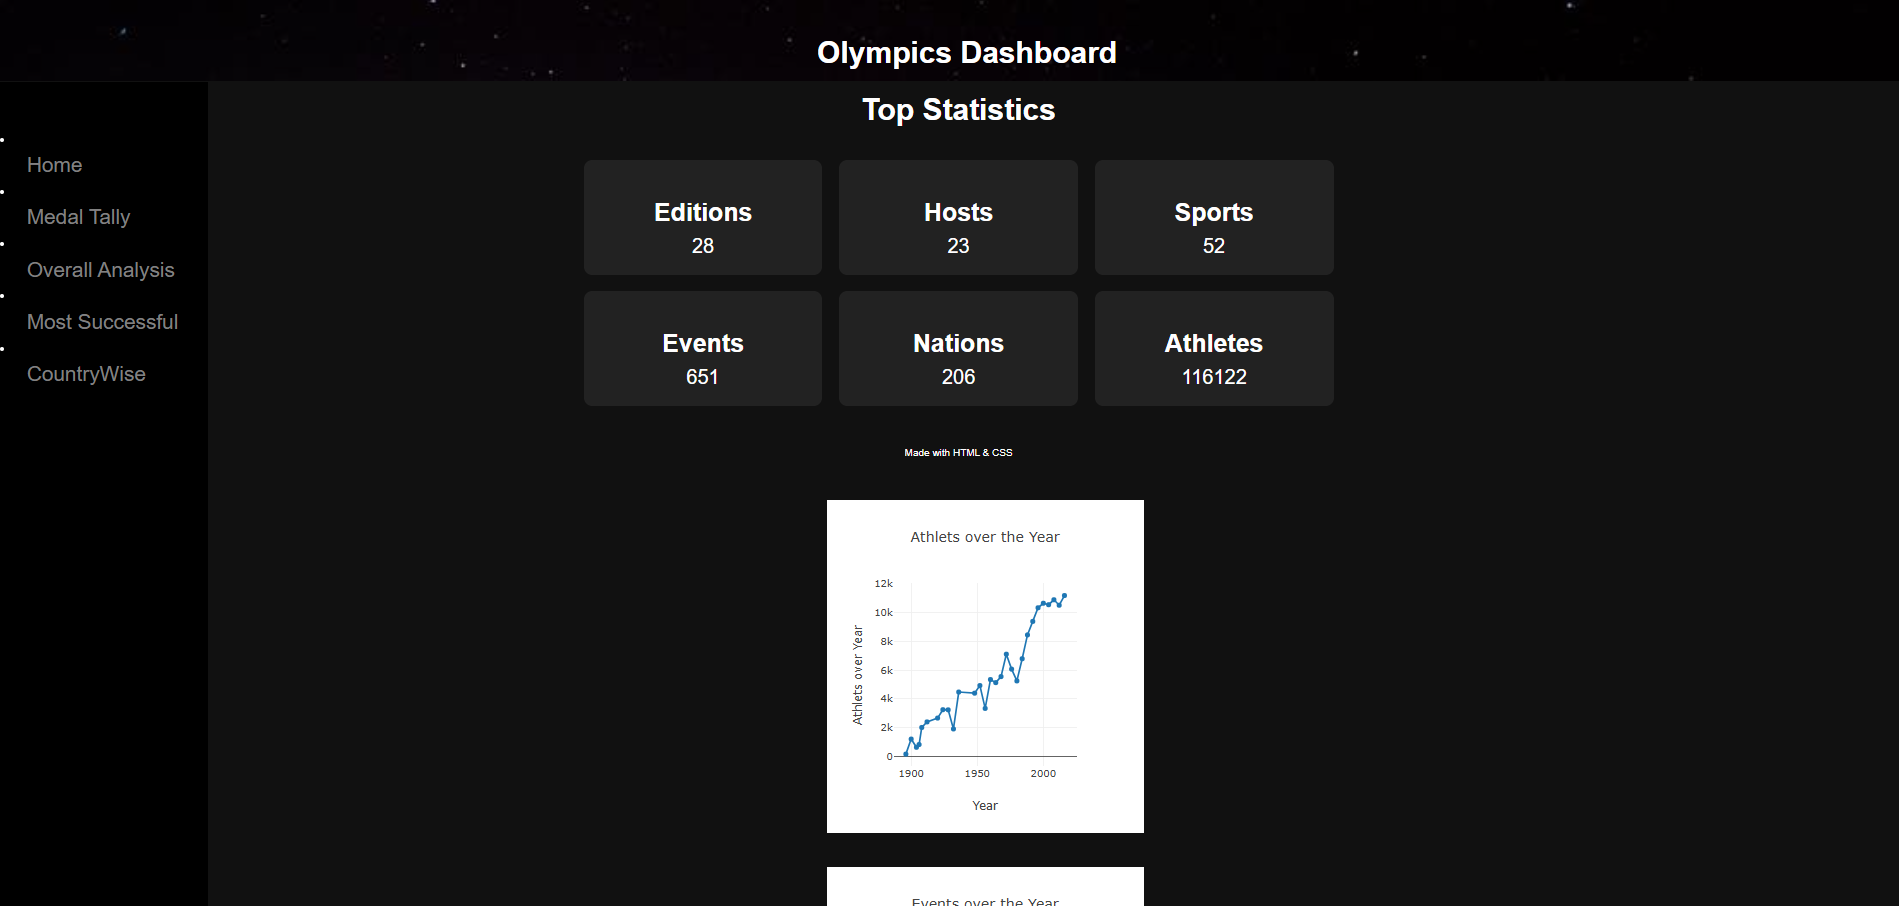 Olympics Dashboard
Top Statistics
Home
Medal Tally
Overall Analysis
Most Successful
CountryWise
Editions
28
Hosts
23
Sports
52
Events
651
Nations
206
Athletes
116122
Made with HTML & CSS
Athlets over the Year
12k
10k
8k
6k
4k
2k
0
Athlets over Year
1900 1950 2000
Year
Events over the Year